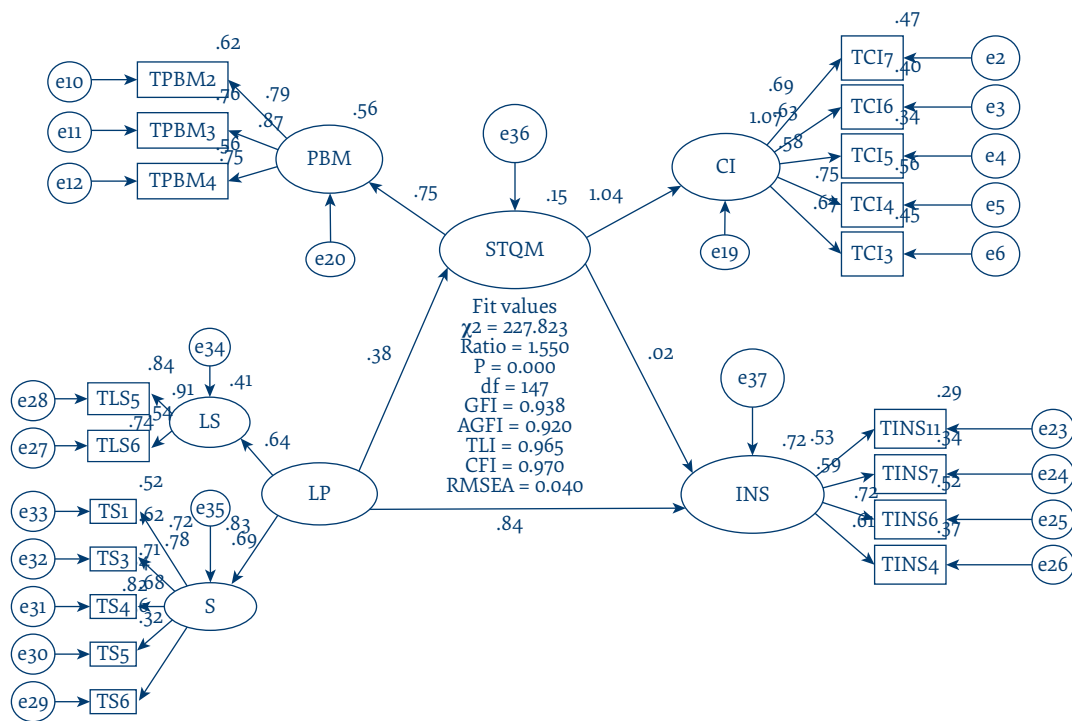 .47
.62
e10
TPBM2
.79
.76
e11
TPBM3
.87
.56
e12
TPBM4
.75
.56
PBM
e20
.75
e36
.15
STQM
1.04
TCI7
e2
.40
.69
TCI6
e3
.63
1.07
.34
.58
TCI5
e4
.56
CI
.75
TCI4
e5
.67
.45
TCI3
e6
e19
Fit values
χ2 = 227.823
Ratio = 1.550
P = 0.000
df = 147
GFI = 0.938
AGFI = 0.920
TLI = 0.965
CFI = 0.970
RMSEA = 0.040
.38
.02
e34
.84
.41
e28
TLS5
.91
.54
LS
e27
TLS6
.74
.64
LP
.84
e37
.72
INS
.29
.53
TINS11
e23
.34
.59
TINS7
e24
.52
.72
TINS6
e25
.37
.61
TINS4
e26
.52
e35
.83
.69
e33
TS1
.62
.72
.78
e32
TS3
.71
.68
.82
e31
TS4
S
.32
e30
TS5
e29
TS6